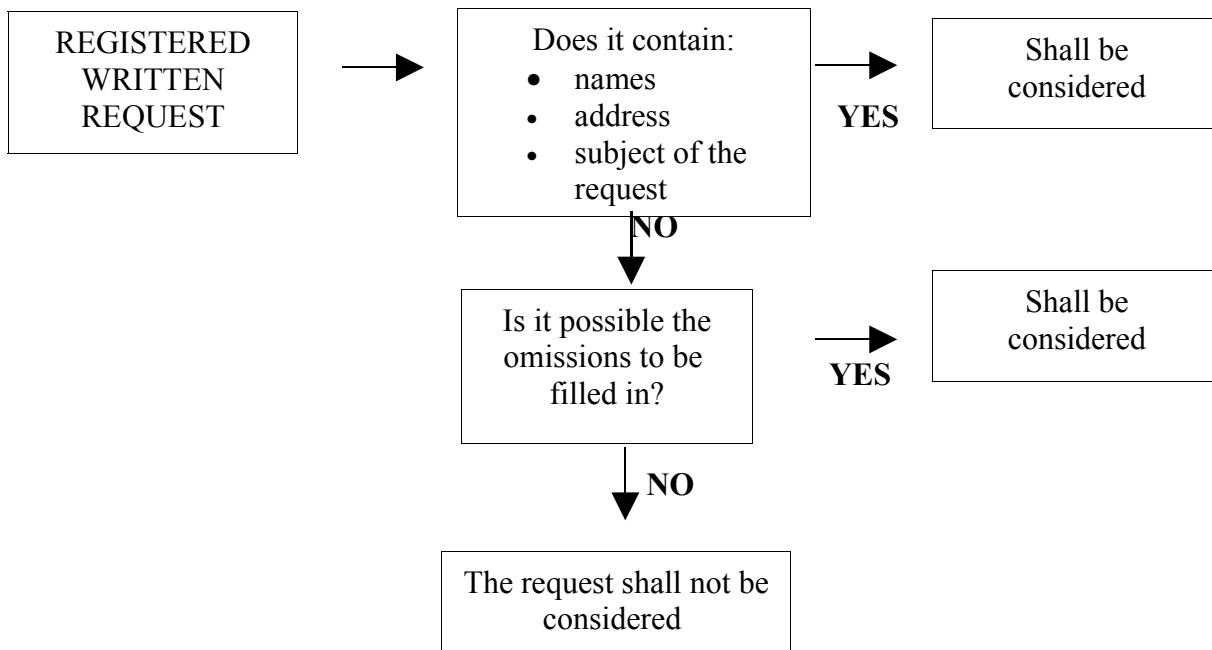 REGISTERED
WRITTEN
REQUEST
Does it contain:
• names
• address
• subject of the
request
YES
Shall be
considered
NO
Is it possible the
omissions to be
filled in?
YES
Shall be
considered
NO
The request shall not be
considered